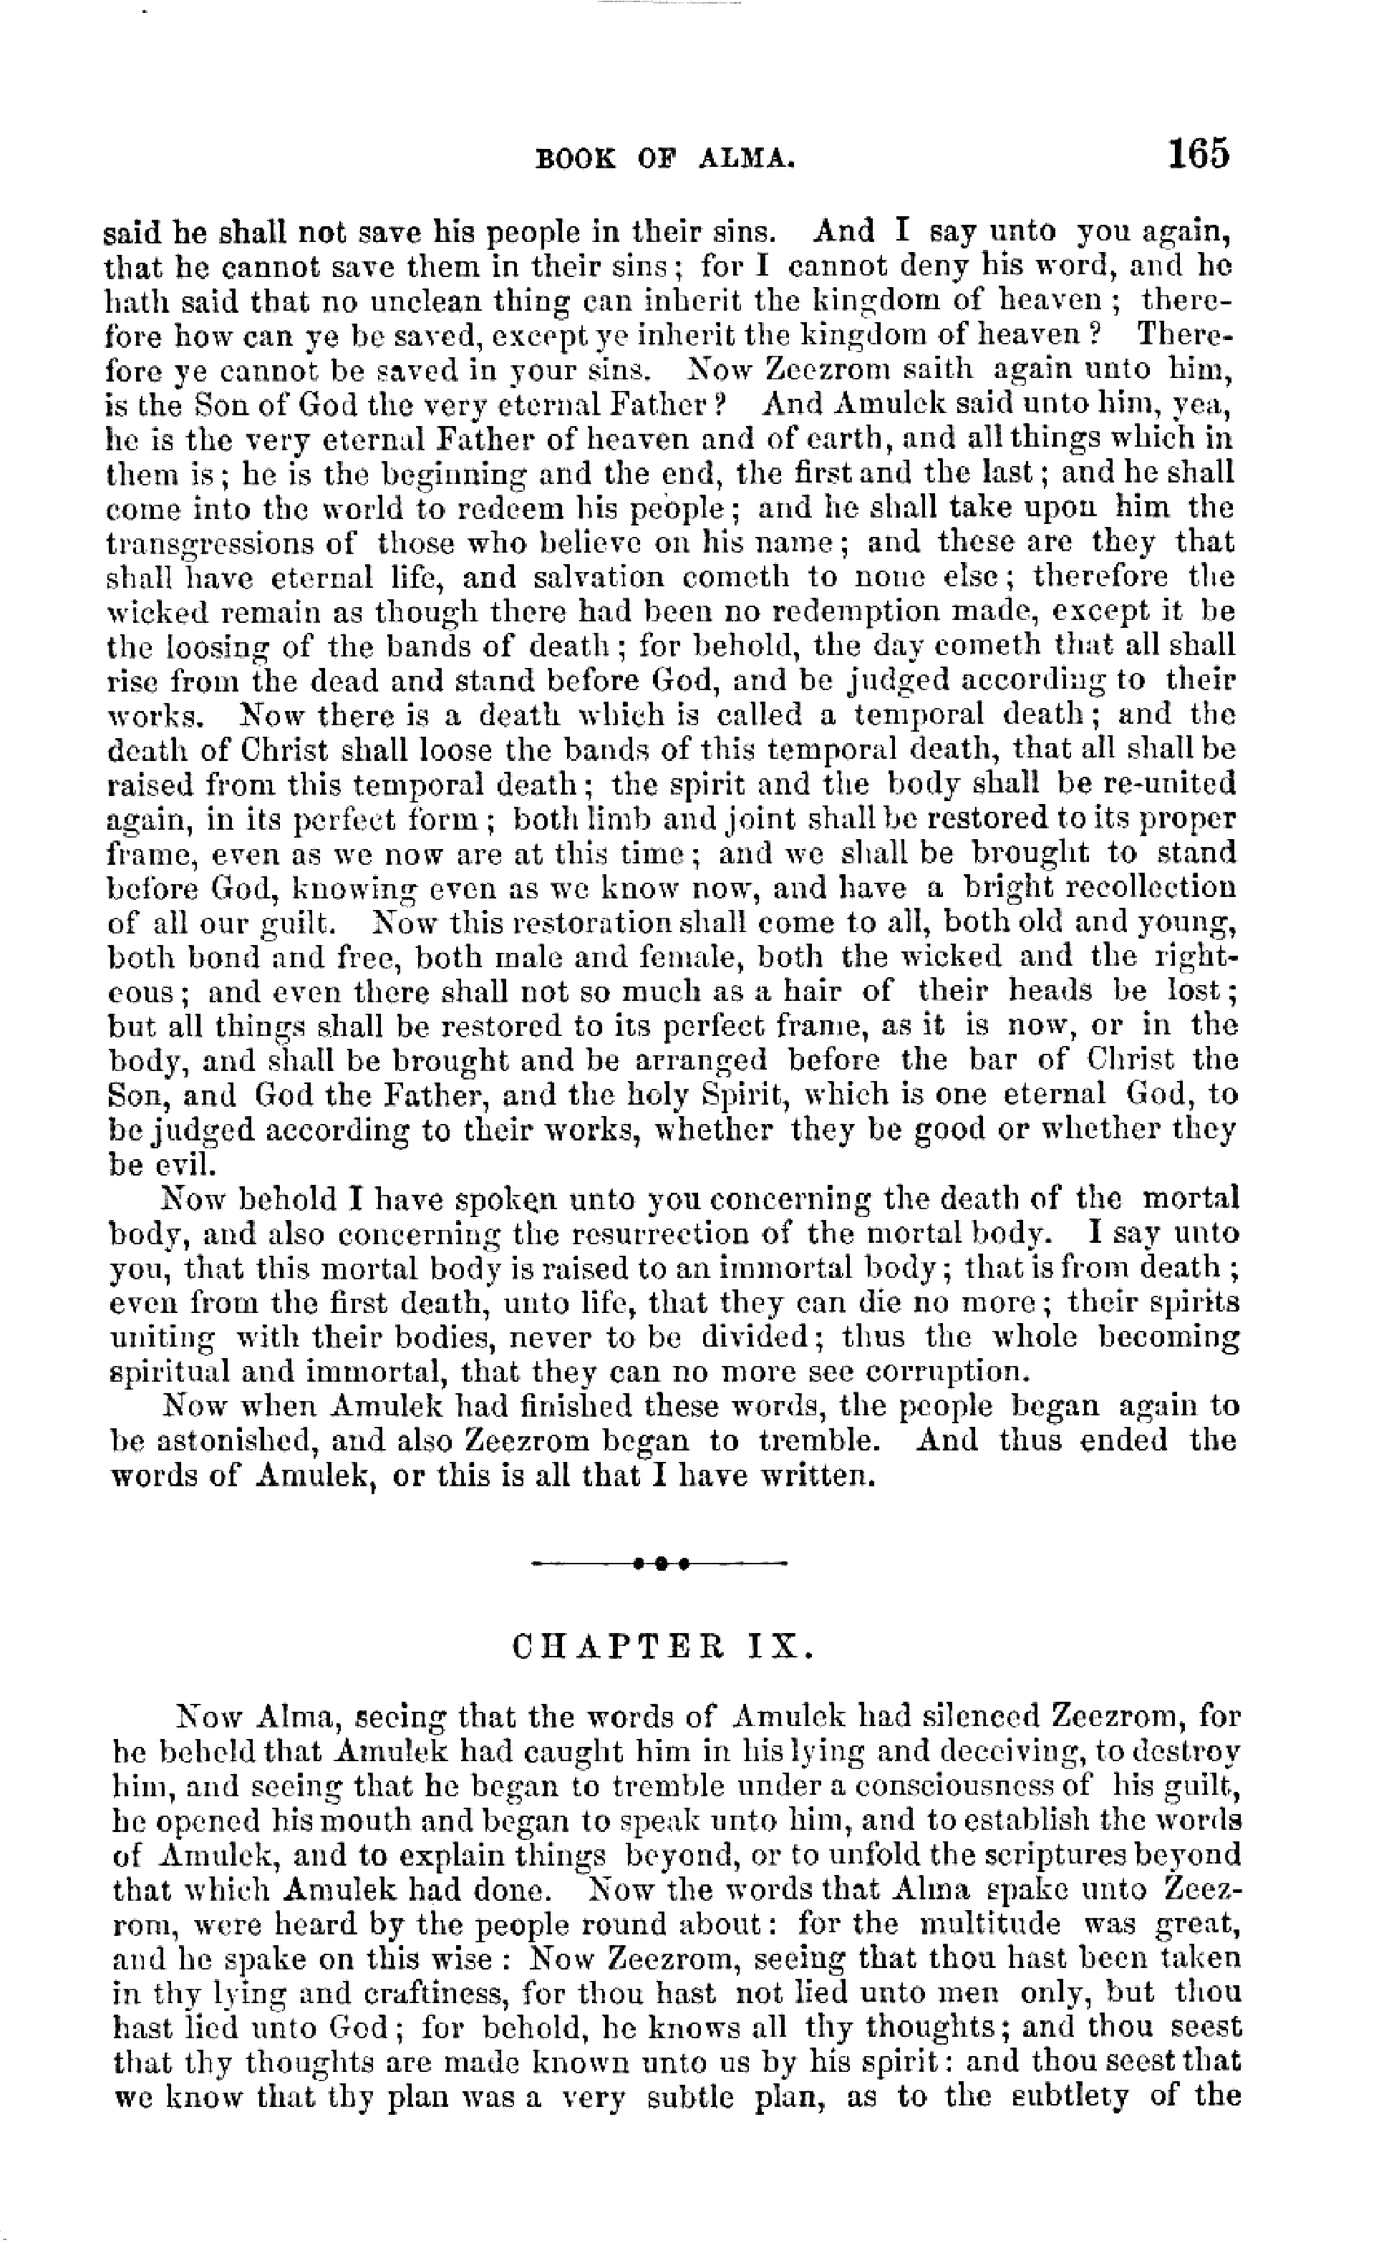 BOOK OF ALMA. 165
said he shall not save his people in their sins. And I say unto you again,
that he cannot save them in their sins; for I cannot deny his word, and he
hath said that no unclean thing can inherit the kingdom of heaven; there-
fore how can ye be saved, except ye inherit the kingdom of heaven? There-
fore ye cannot be saved in your sins. Now Zeezrom saith again unto him,
is the Son of God the very eternal Father? And Amulek said unto him, yea,
he is the very eternal Father of heaven and of earth, and all things which in
them is; he is the beginning and the end, the first and the last; and he shall
come into the world to redeem his people; and he shall take upon him the
transgressions of those who believe on his name; and these are they that
shall have eternal life, and salvation cometh to none else; therefore the
wicked remain as though there had been no redemption made, except it be
the loosing of the bands of death; for behold, the day cometh that all shall
rise from the dead and stand before God, and be judged according to their
works. Now there is a death which is called a temporal death; and the
death of Christ shall loose the bands of this temporal death, that all shall be
raised from this temporal death; the spirit and the body shall be re-united
again, in its perfect form; both limb and joint shall be restored to its proper
frame, even as we now are at this time; and we shall be brought to stand
before God, knowing even as we know now, and have a bright recollection
of all our guilt. Now this restoration shall come to all, both old and young,
both bond and free, both male and female, both the wicked and the right-
eous; and even there shall not so much as a hair of their heads be lost;
but all things shall be restored to its perfect frame, as it is now, or in the
body, and shall be brought and be arranged before the bar of Christ the
Son, and God the Father, and the holy Spirit, which is one eternal God, to
be judged according to their works, whether they be good or whether they
be evil.
Now behold I have spoken unto you concerning the death of the mortal
body, and also concerning the resurrection of the mortal body. I say unto
you, that this mortal body is raised to an immortal body; that is from death;
even from the first death, unto life, that they can die no more; their spirits
uniting with their bodies, never to be divided; thus the whole becoming
spiritual and immortal, that they can no more see corruption.
Now when Amulek had finished these words, the people began again to
be astonished, and also Zeezrom began to tremble. And thus ended the
words of Amulek, or this is all that I have written.
CHAPTER IX.
Now Alma, seeing that the words of Amulek had silenced Zeezrom, for
he beheld that Amulek had caught him in his lying and deceiving, to destroy
him, and seeing that he began to tremble under a consciousness of his guilt,
he opened his mouth and began to speak unto him, and to establish the words
of Amulek, and to explain things beyond, or to unfold the scriptures beyond
that which Amulek had done. Now the words that Alma spake unto Zeez-
rom, were heard by the people round about: for the multitude was great,
and he spake on this wise: Now Zeezrom, seeing that thou hast been taken
in thy lying and craftiness, for thou hast not lied unto men only, but thou
hast lied unto God; for behold, he knows all thy thoughts; and thou seest
that thy thoughts are made known unto us by his spirit: and thou seest that
we know that thy plan was a very subtle plan, as to the subtlety of the